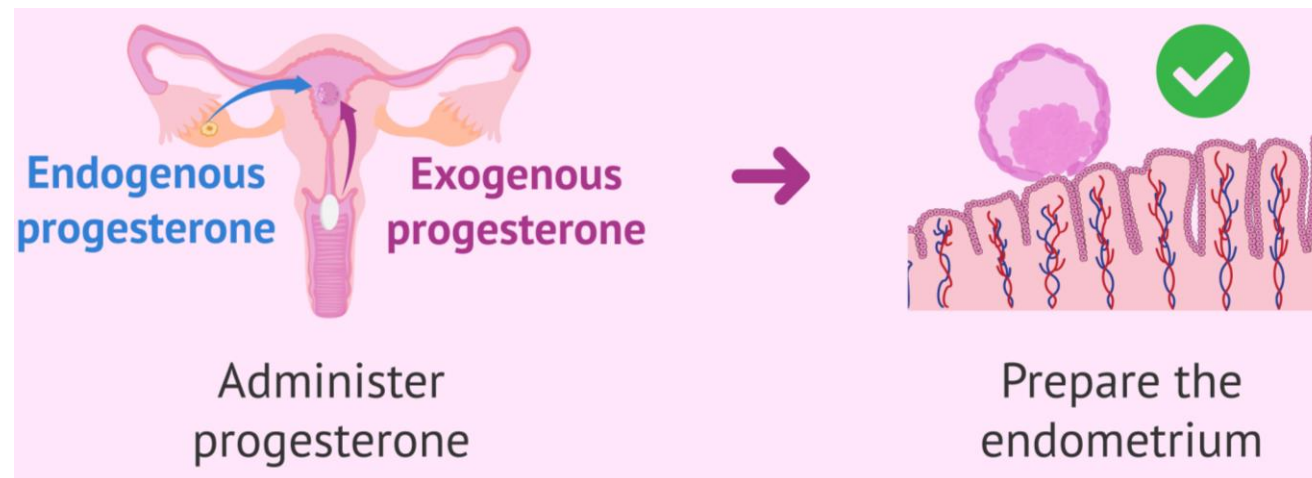 Endogenous
progesterone
Exogenous
progesterone
Administer
progesterone
Prepare the
endometrium